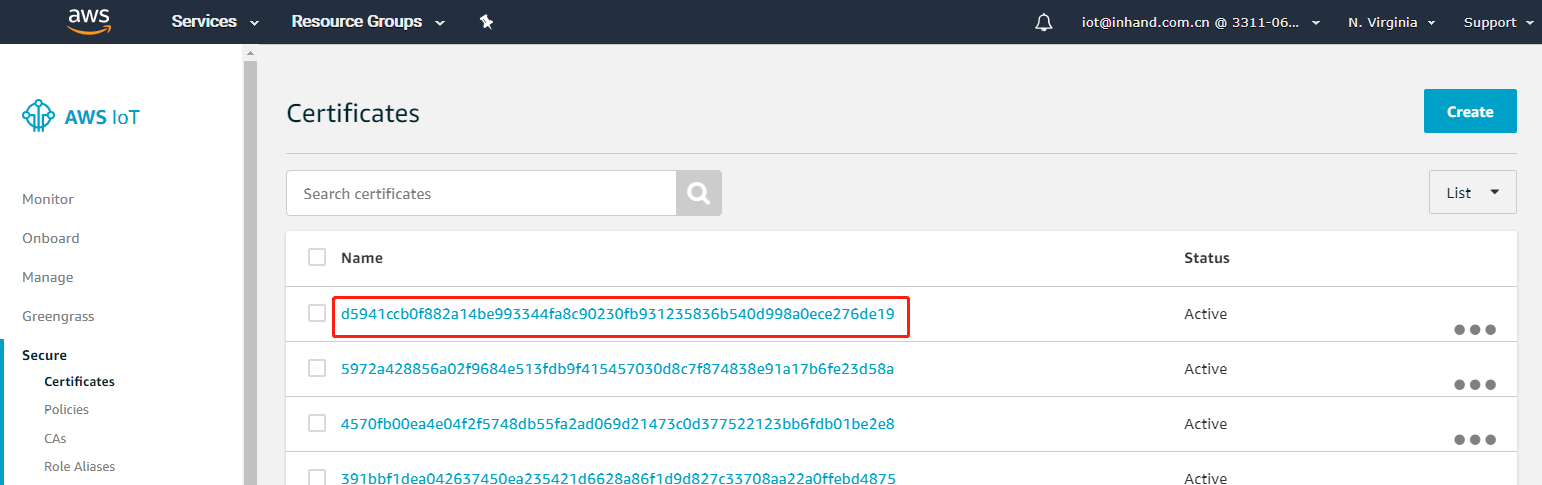 aws Services Resource Groups iot@inhand.com.cn @ 3311-06... N. Virginia Support
AWS IoT
Certificates
Create
Search certificates
List
Monitor
Onboard
Manage
Greengrass
Secure
Certificates
Policies
CAs
Role Aliases
Name Status
d5941ccb0f882a14be993344fa8c90230fb931235836b540d998a0ece276de19 Active
5972a428856a02f9684e513fdb9f415457030d8c7f874838e91a17b6fe23d58a Active
4570fb00ea4e04f2f5748db55fa2ad069d21473c0d377522123bb6fdb01be2e8 Active
391bbf1dea042637450ea235421d6628a86f1d9d827c33708aa22a0ffebd4875 Active